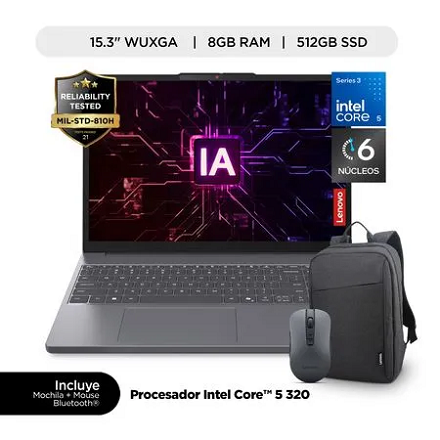 15.3" WUXGA | 8GB RAM | 512GB SSD
RELIABILITY
TESTED
MIL-STD-810H
21
IA
Series 3
intel
CORE 5
6
NÚCLEOS
Lenovo
Incluye
Mochila + Mouse
Bluetooth®
Procesador Intel Core™ 5 320